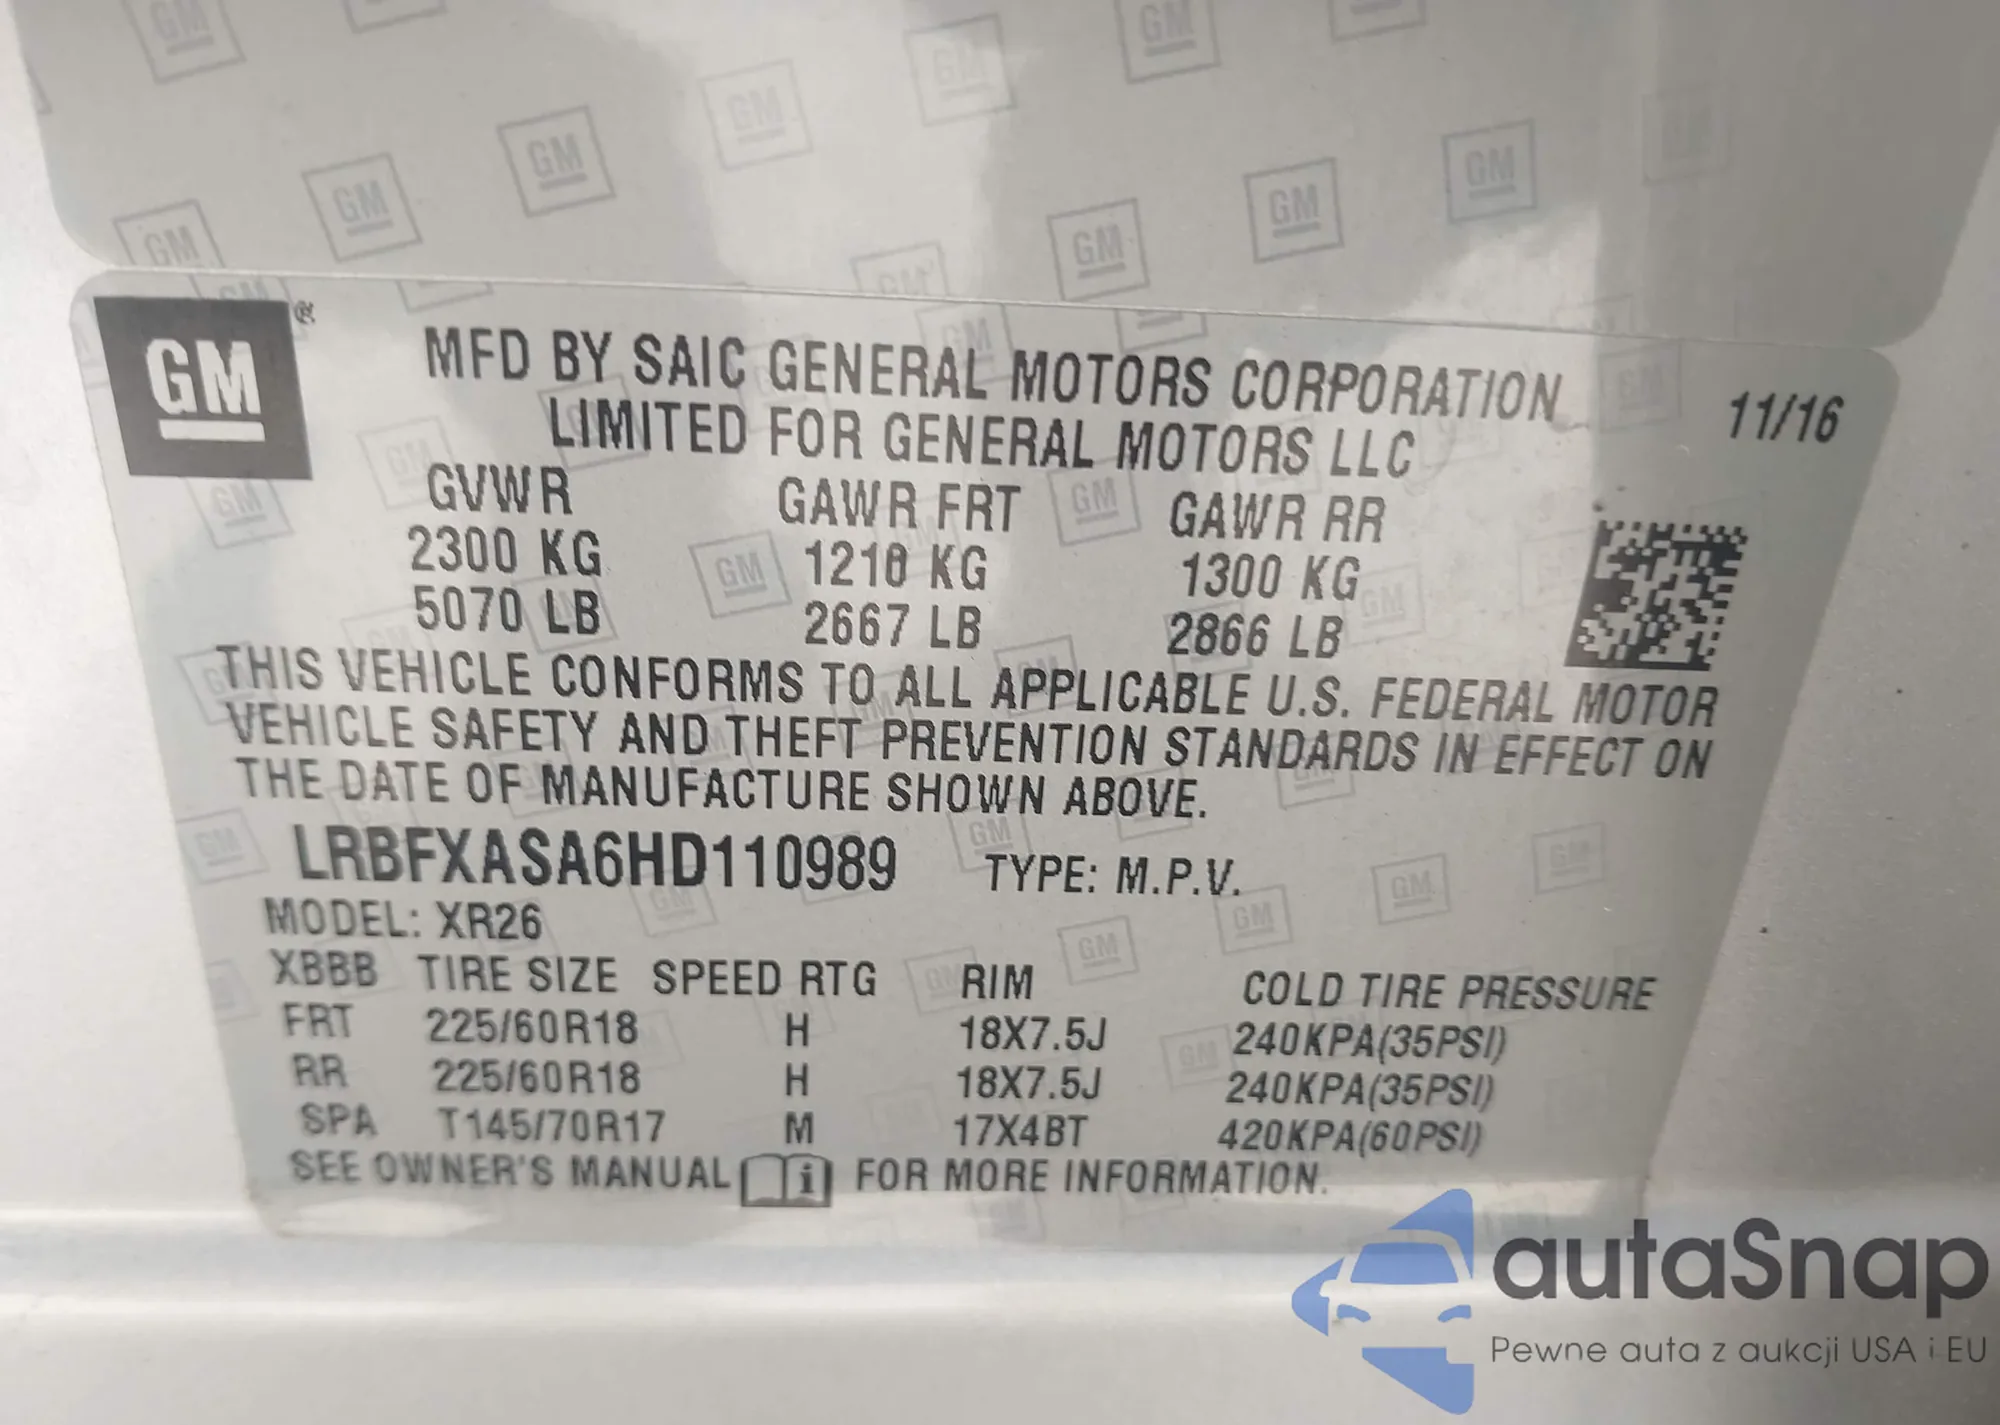 GM
MFD BY SAIC GENERAL MOTORS CORPORATION
LIMITED FOR GENERAL MOTORS LLC
11/16
GVWR GAWR FRT GAWR RR
2300 KG 1210 KG 1300 KG
5070 LB 2667 LB 2866 LB
THIS VEHICLE CONFORMS TO ALL APPLICABLE U.S. FEDERAL MOTOR
VEHICLE SAFETY AND THEFT PREVENTION STANDARDS IN EFFECT ON
THE DATE OF MANUFACTURE SHOWN ABOVE.
LRBFXASA6HD110989 TYPE: M.P.V.
MODEL: XR26
XBBB TIRE SIZE SPEED RTG RIM COLD TIRE PRESSURE
FRT 225/60R18 H 18X7.5J 240KPA(35PSI)
RR 225/60R18 H 18X7.5J 240KPA(35PSI)
SPA T145/70R17 M 17X4BT 420KPA(60PSI)
SEE OWNER'S MANUAL i FOR MORE INFORMATION.
autaSnap
Pewne auta z aukcji USA i EU